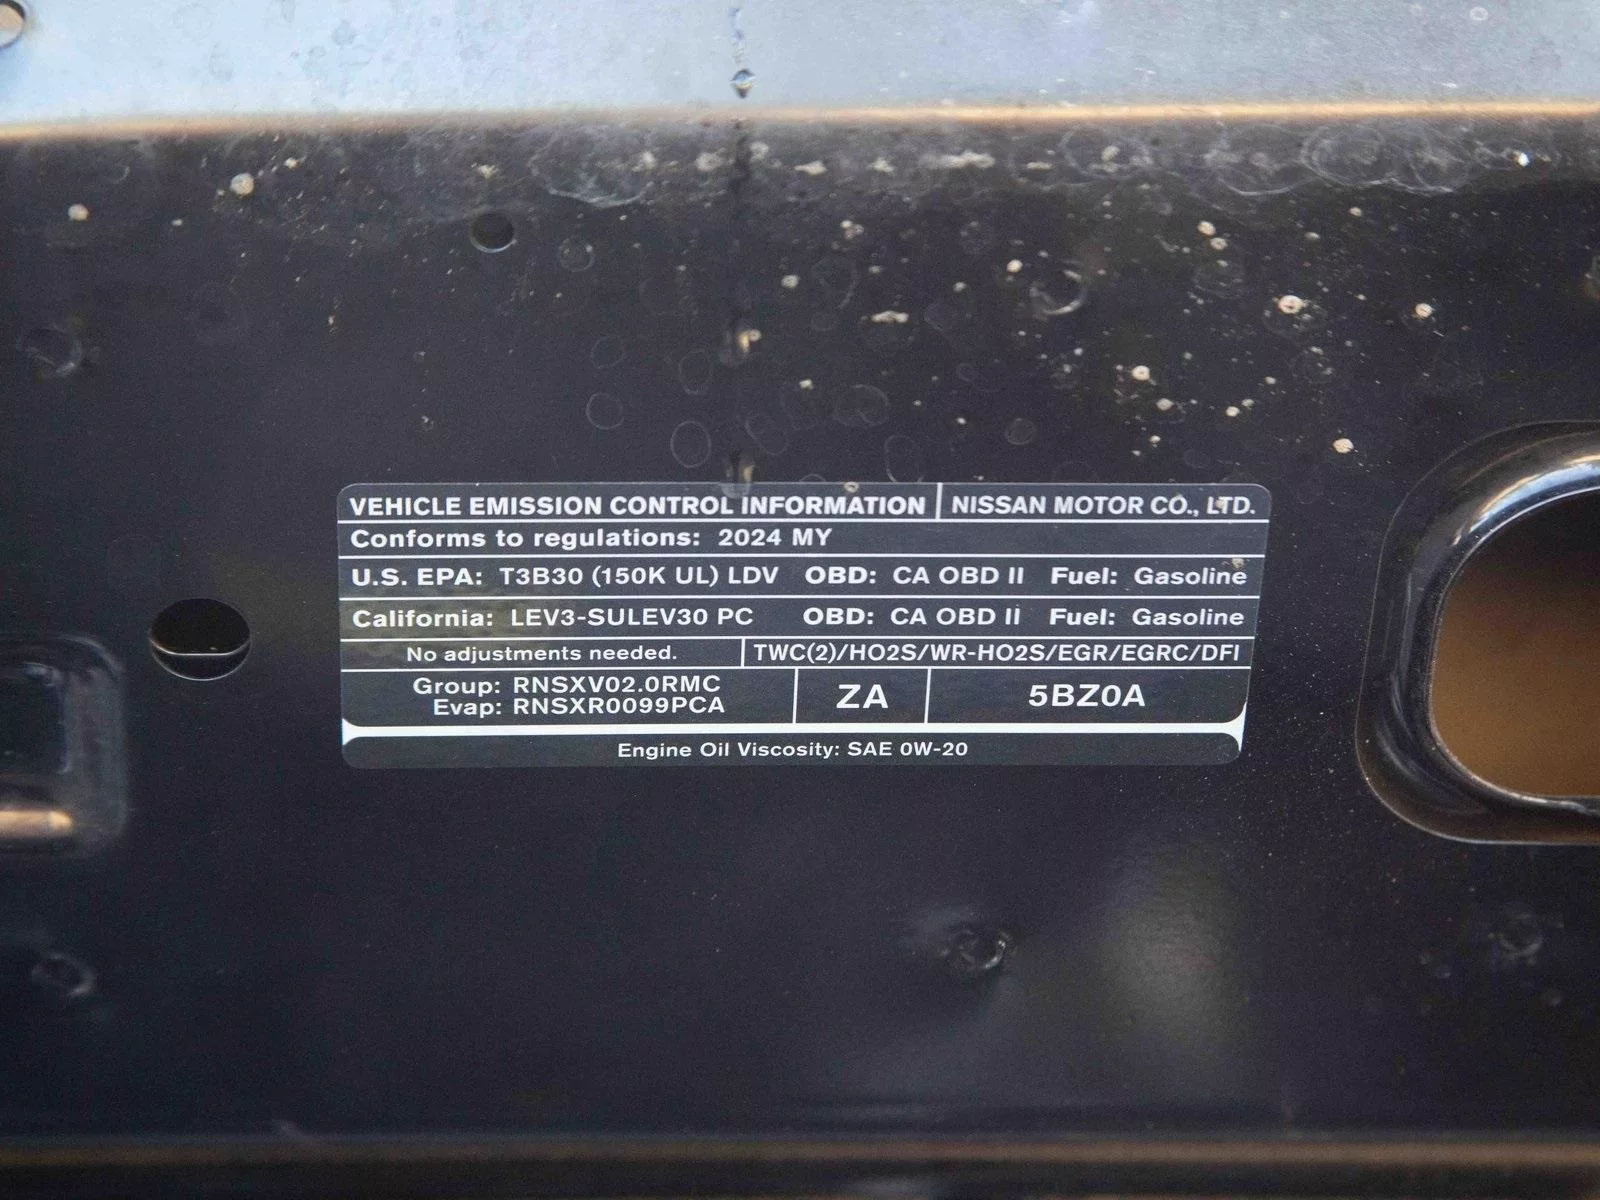 VEHICLE EMISSION CONTROL INFORMATION NISSAN MOTOR CO., LTD.
Conforms to regulations: 2024 MY
U.S. EPA: T3B30 (150K UL) LDV OBD: CA OBD II Fuel: Gasoline
California: LEV3-SULEV30 PC OBD: CA OBD II Fuel: Gasoline
No adjustments needed. TWC(2)/HO2S/WR-HO2S/EGR/EGRC/DFI
Group: RNSXV02.0RMC
Evap: RNSXR0099PCA
ZA
5BZ0A
Engine Oil Viscosity: SAE 0W-20